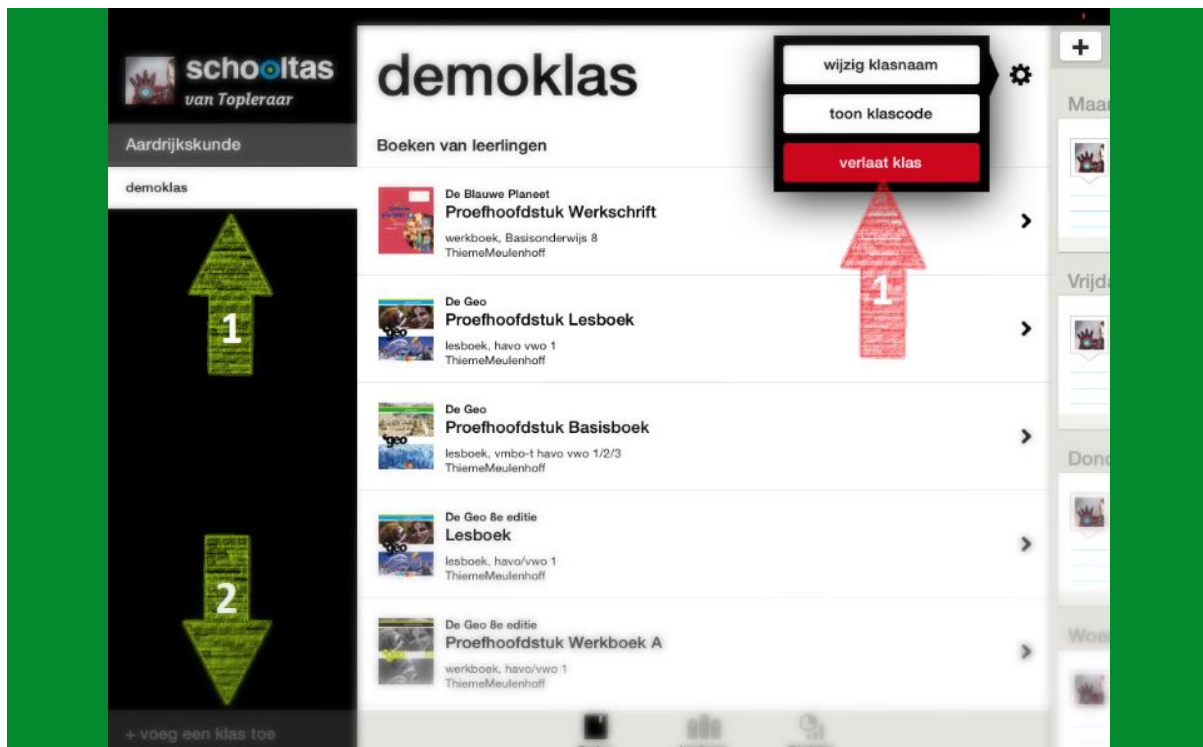 schooltas
van Topleraar
Aardrijkskunde
demoklas
1
2
+ voeg een klas toe
demoklas
wijzig klasnaam
toon klascode
verlaat klas
1
Boeken van leerlingen
De Blauwe Planeet
Proefhoofdstuk Werkschrift
werkboek, Basisonderwijs 8
ThiemeMeulenhoff
De Geo
Proefhoofdstuk Lesboek
lesboek, havo vwo 1
ThiemeMeulenhoff
De Geo
Proefhoofdstuk Basisboek
lesboek, vmbo-t havo vwo 1/2/3
ThiemeMeulenhoff
De Geo 8e editie
Lesboek
lesboek, havo/vwo 1
ThiemeMeulenhoff
De Geo 8e editie
Proefhoofdstuk Werkboek A
werkboek, havo/vwo 1
ThiemeMeulenhoff
+
Maa
Vrijd
Dond
Woe